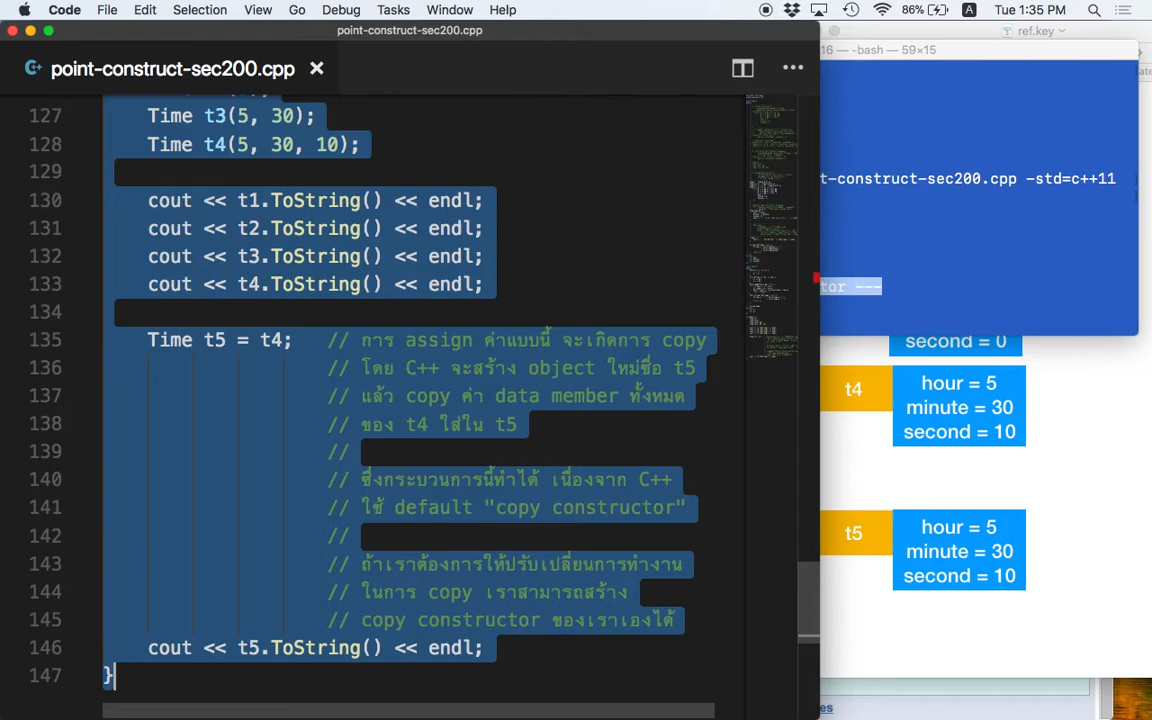 Code File Edit Selection View Go Debug Tasks Window Help 86% A Tue 1:35 PM
point-construct-sec200.cpp
ref.key
16 — -bash — 59×15
point-construct-sec200.cpp
127 Time t3(5, 30);
128 Time t4(5, 30, 10);
129
t-construct-sec200.cpp -std=c++11
130 cout << t1.ToString() << endl;
131 cout << t2.ToString() << endl;
132 cout << t3.ToString() << endl;
133 cout << t4.ToString() << endl;
tor ---
134
135 Time t5 = t4; // การ assign ค่าแบบนี้ จะเกิดการ copy
136 // โดย C++ จะสร้าง object ใหม่ชื่อ t5
137 // แล้ว copy ค่า data member ทั้งหมด
138 // ของ t4 ใส่ใน t5
139 //
140 // ซึ่งกระบวนการนี้ทำได้ เนื่องจาก C++
141 // ใช้ default "copy constructor"
142 //
143 // ถ้าเราต้องการให้ปรับเปลี่ยนการทำงาน
144 // ในการ copy เราสามารถสร้าง
145 // copy constructor ของเราเองได้
146 cout << t5.ToString() << endl;
147 }
second = 0
t4
hour = 5
minute = 30
second = 10
t5
hour = 5
minute = 30
second = 10